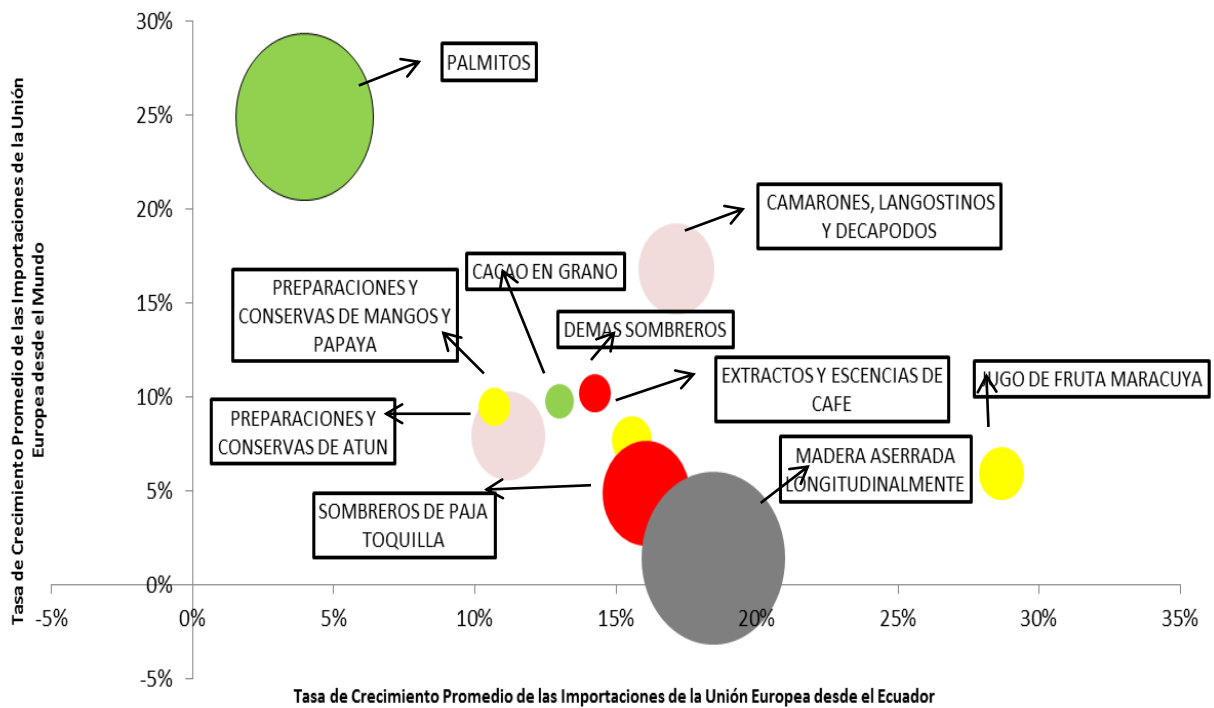 Tasa de Crecimiento Promedio de las Importaciones de la Unión
Europea desde el Mundo
30%
25%
20%
15%
10%
5%
0%
-5%
PALMITOS
CAMARONES, LANGOSTINOS
Y DECAPODOS
CACAO EN GRANO
PREPARACIONES Y
CONSERVAS DE MANGOS Y
PAPAYA
DEMAS SOMBREROS
EXTRACTOS Y ESCENCIAS DE
CAFE
JUGO DE FRUTA MARACUYA
PREPARACIONES Y
CONSERVAS DE ATUN
MADERA ASERRADA
LONGITUDINALMENTE
SOMBREROS DE PAJA
TOQUILLA
-5%
0%
5%
10%
15%
20%
25%
30%
35%
Tasa de Crecimiento Promedio de las Importaciones de la Unión Europea desde el Ecuador